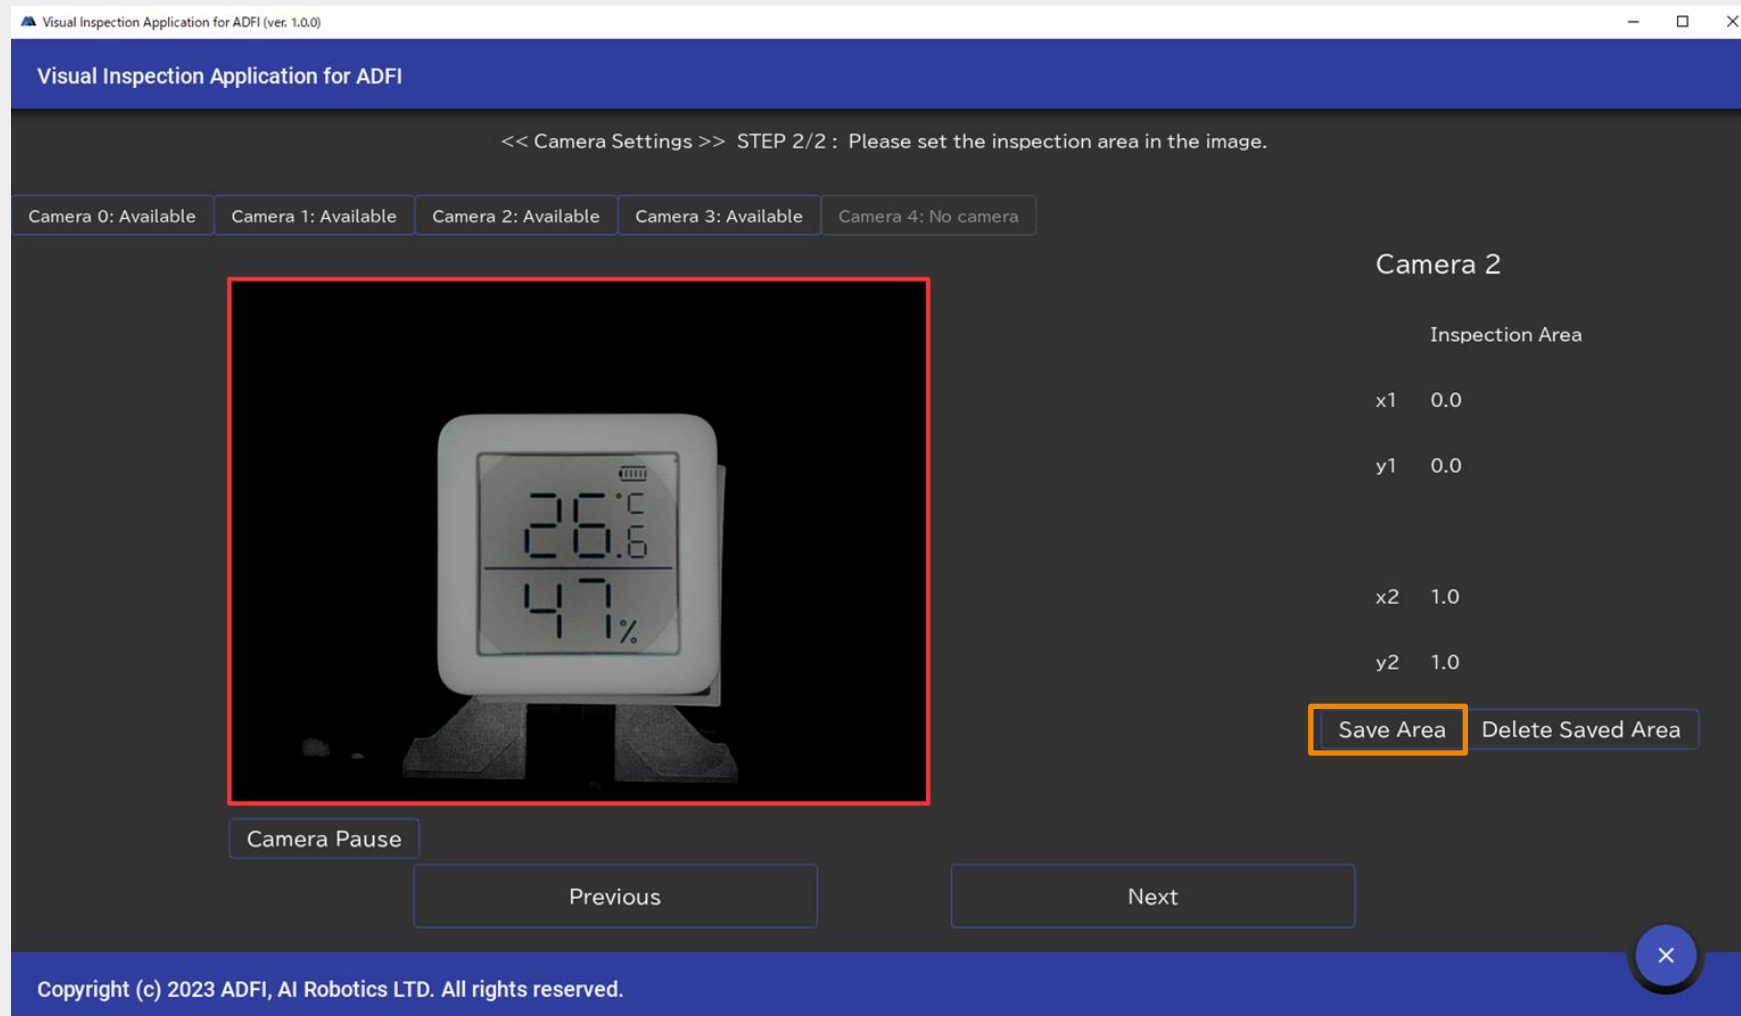 Visual Inspection Application for ADFI (ver. 1.0.0)
Visual Inspection Application for ADFI
<< Camera Settings >> STEP 2/2 : Please set the inspection area in the image.
Camera 0: Available
Camera 1: Available
Camera 2: Available
Camera 3: Available
Camera 4: No camera
Camera 2
Inspection Area
x1 0.0
y1 0.0
x2 1.0
y2 1.0
26.6 °C
47%
Save Area
Delete Saved Area
Camera Pause
Previous
Next
Copyright (c) 2023 ADFI, AI Robotics LTD. All rights reserved.